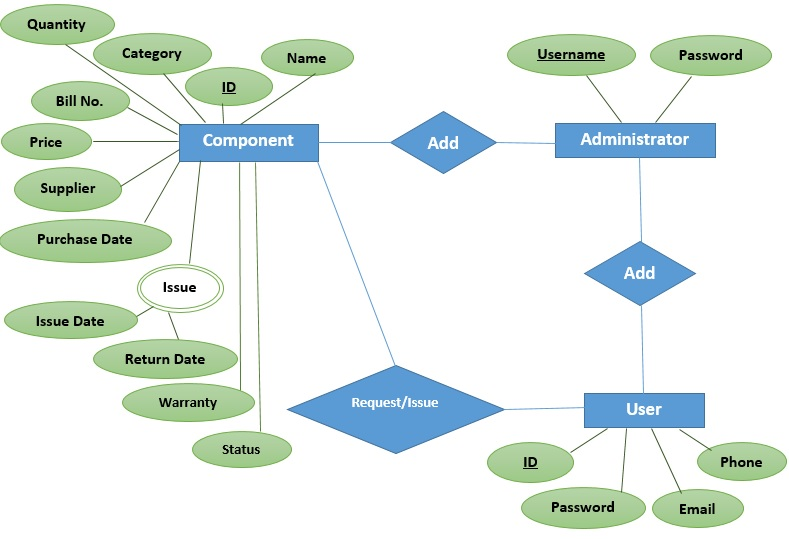 Quantity
Category
Name
ID
Bill No.
Price
Supplier
Purchase Date
Component
Add
Username
Password
Administrator
Issue
Issue Date
Return Date
Warranty
Status
Add
Request/Issue
User
ID
Password
Email
Phone